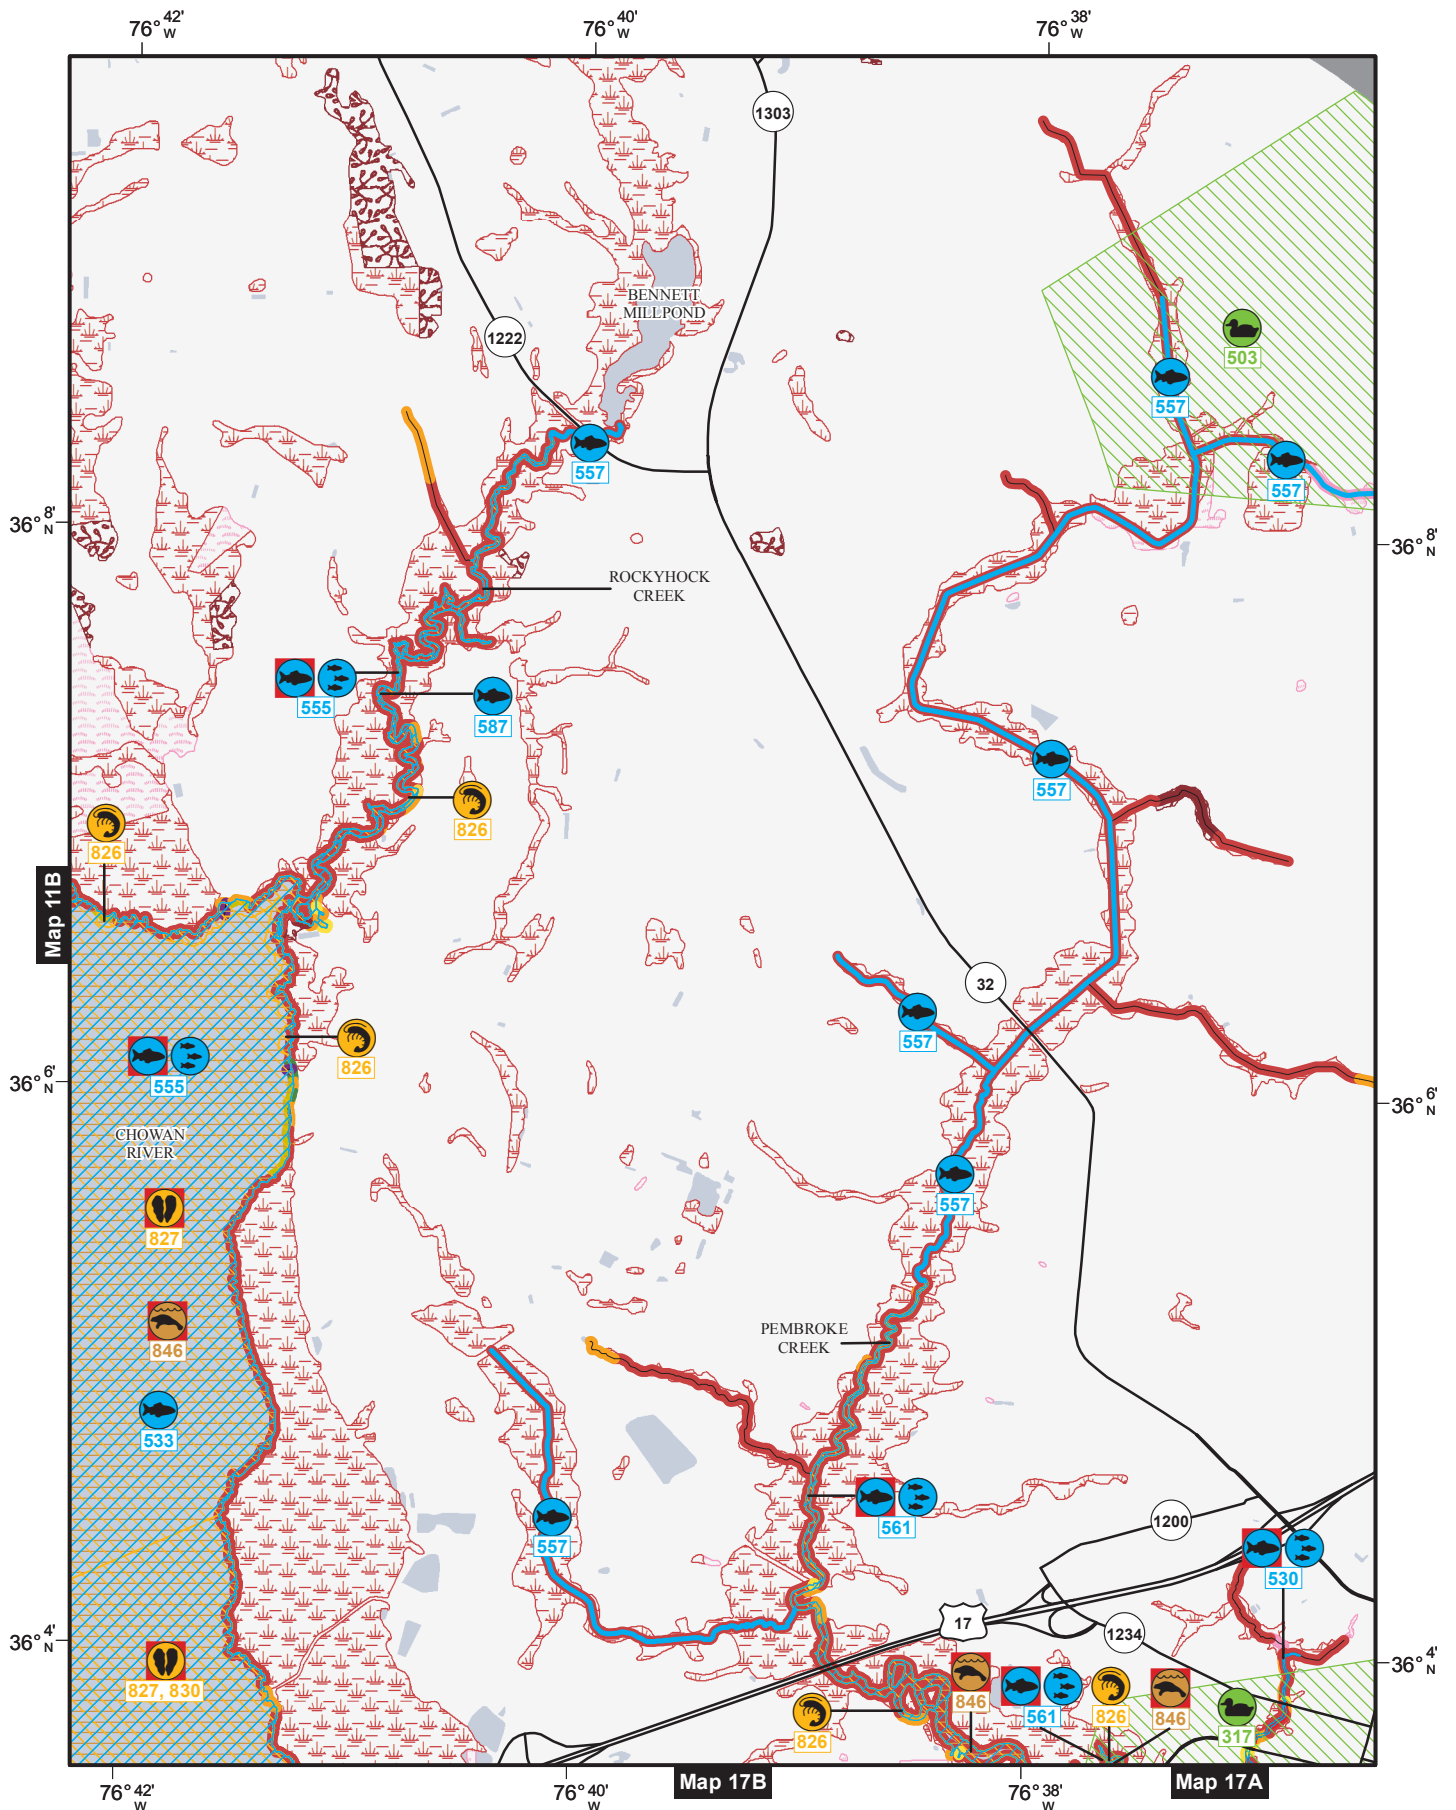 76° 42' W
76° 40' W
76° 38' W
1303
BENNETT
MILLPOND
503
1222
557
557
557
36° 8' N
36° 8' N
ROCKYHOCK
CREEK
555
587
557
826
826
Map 11B
32
557
826
555
36° 6' N
36° 6' N
CHOWAN
RIVER
557
827
846
PEMBROKE
CREEK
533
561
1200
557
530
17
1234
36° 4' N
36° 4' N
827, 830
846
561
826
846
317
826
76° 42' W
76° 40' W
Map 17B
76° 38' W
Map 17A